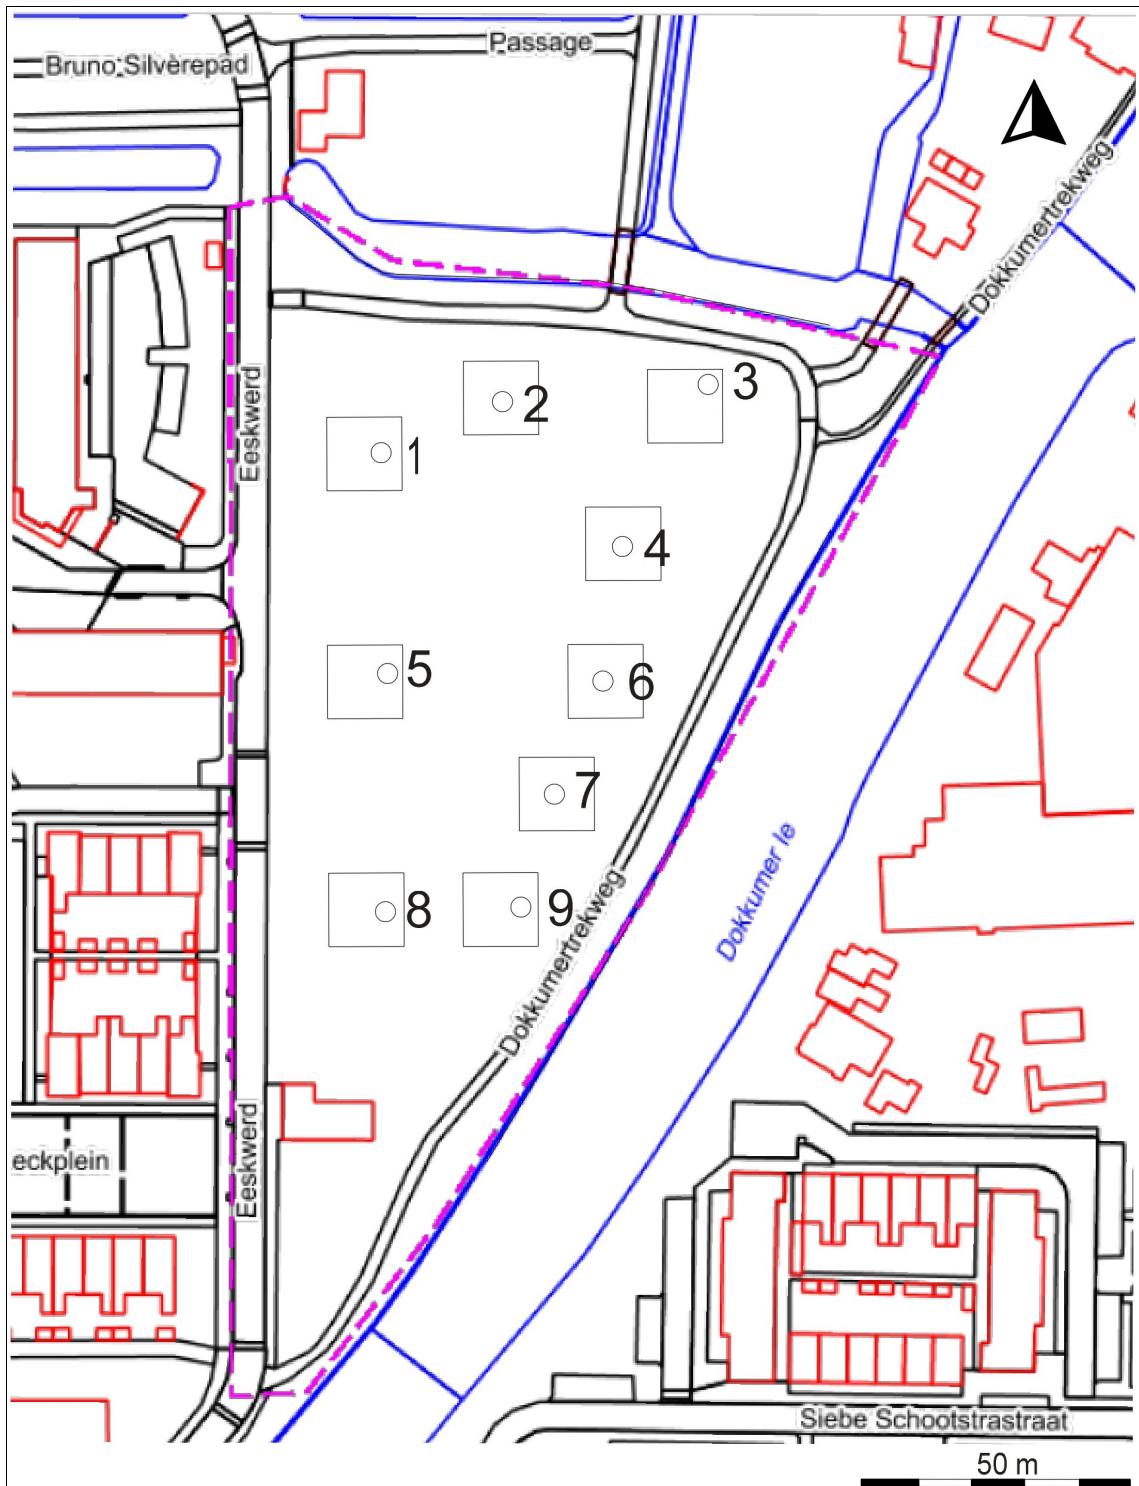 Passage
Bruno Silvèrepad
Dokkumertrekweg
Eeskwerd
1
2
3
4
5
6
7
8
9
Dokkumer Ie
Dokkumertrekweg
Eeskwerd
eckplein
Siebe Schootstrastraat
50 m